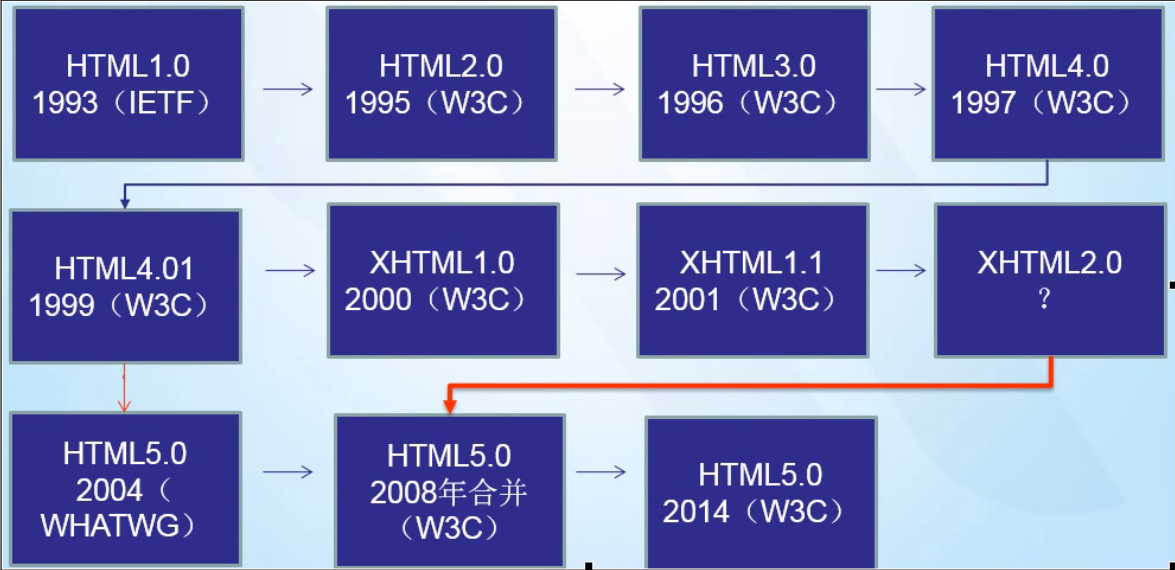 HTML1.0
1993（IETF）
HTML2.0
1995（W3C）
HTML3.0
1996（W3C）
HTML4.0
1997（W3C）
HTML4.01
1999（W3C）
XHTML1.0
2000（W3C）
XHTML1.1
2001（W3C）
XHTML2.0
？
HTML5.0
2004（
WHATWG）
HTML5.0
2008年合并
（W3C）
HTML5.0
2014（W3C）